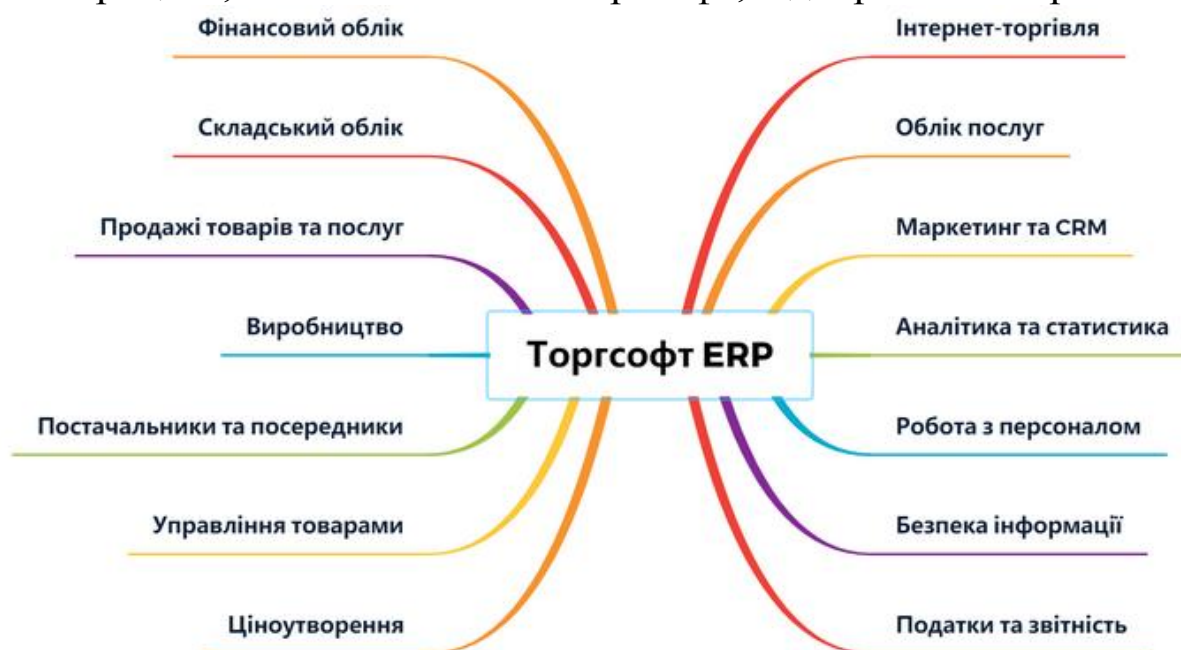 Фінансовий облік
Складський облік
Продажі товарів та послуг
Виробництво
Постачальники та посередники
Управління товарами
Ціноутворення
Торгсофт ERP
Інтернет-торгівля
Облік послуг
Маркетинг та CRM
Аналітика та статистика
Робота з персоналом
Безпека інформації
Податки та звітність